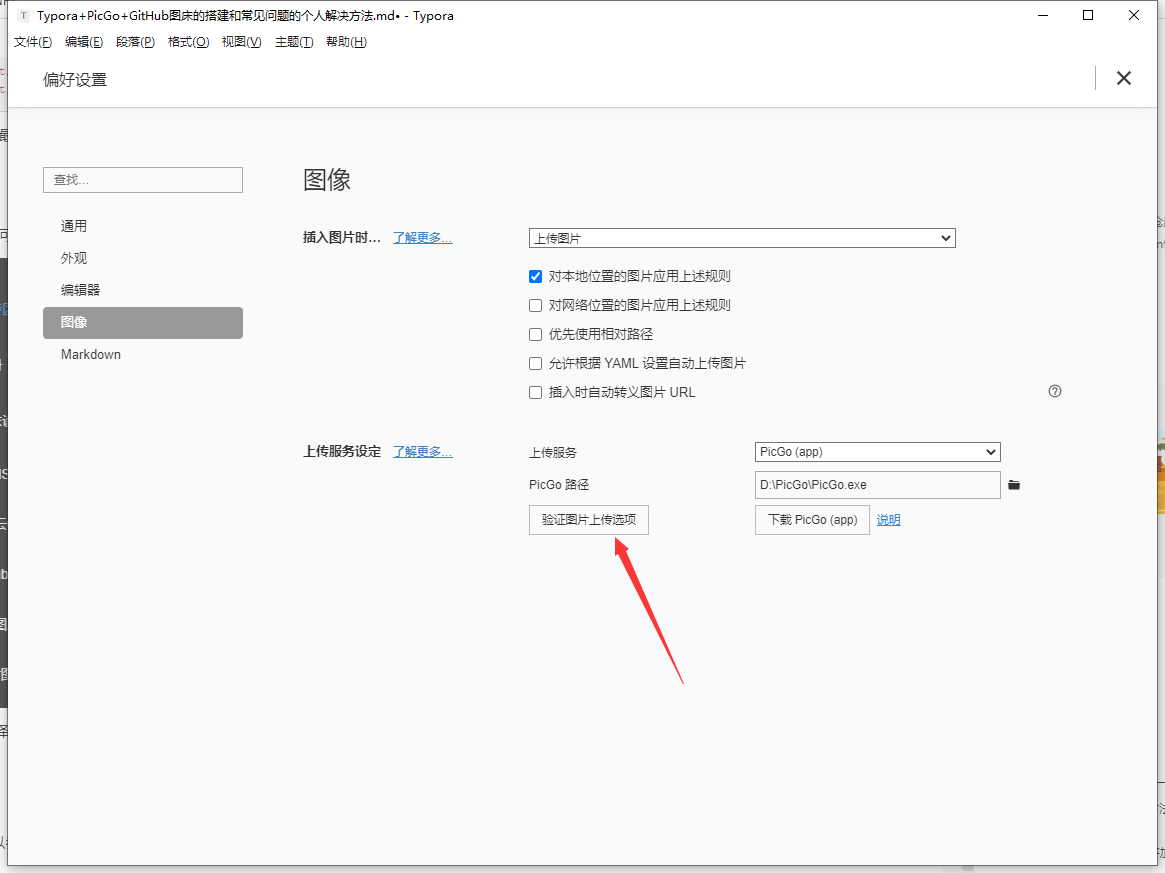 Typora+PicGo+GitHub图床的搭建和常见问题的个人解决方法.md• - Typora
文件(F) 编辑(E) 段落(P) 格式(O) 视图(V) 主题(T) 帮助(H)
偏好设置
查找...
通用
外观
编辑器
图像
Markdown
图像
插入图片时... 了解更多... 上传图片
对本地位置的图片应用上述规则
对网络位置的图片应用上述规则
优先使用相对路径
允许根据 YAML 设置自动上传图片
插入时自动转义图片 URL
上传服务设定 了解更多... 上传服务 PicGo (app)
PicGo 路径 D:\PicGo\PicGo.exe
验证图片上传选项 下载 PicGo (app) 说明